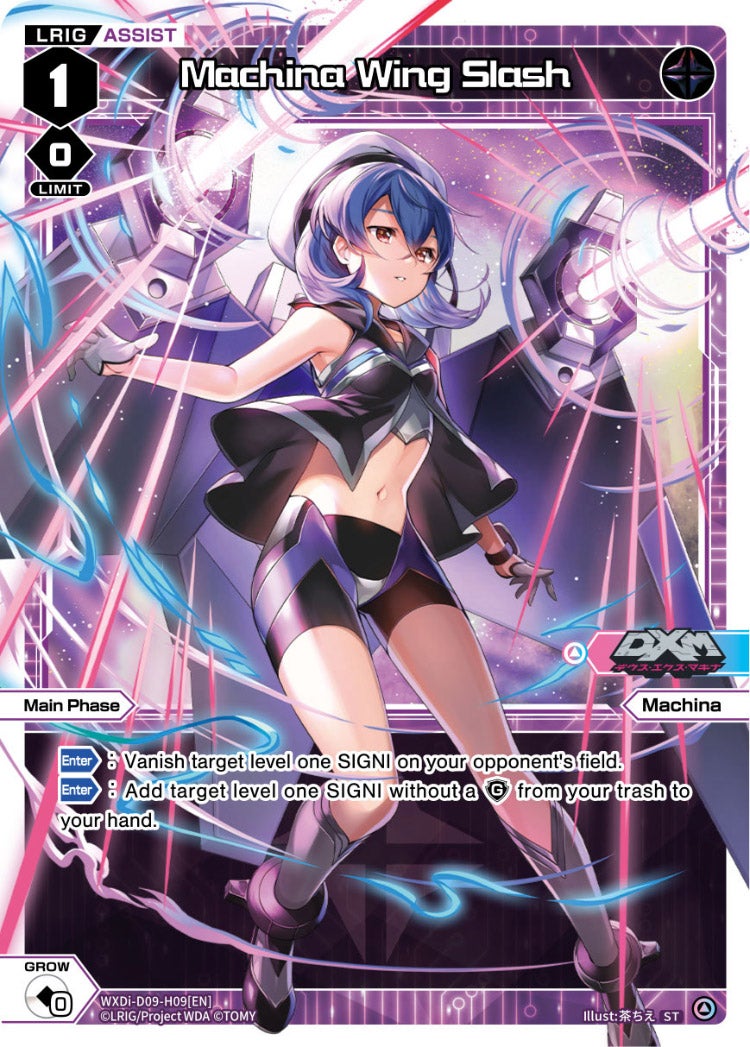 LRIG ASSIST
1
Machina Wing Slash
0
LIMIT
DXM
デウス・エクス・マキナ
Main Phase
Machina
Enter : Vanish target level one SIGNI on your opponent's field.
Enter : Add target level one SIGNI without a G from your trash to
your hand.
GROW
0
WXDi-D09-H09[EN]
©LRIG/Project WDA ©TOMY
Illust:茶ちえ ST